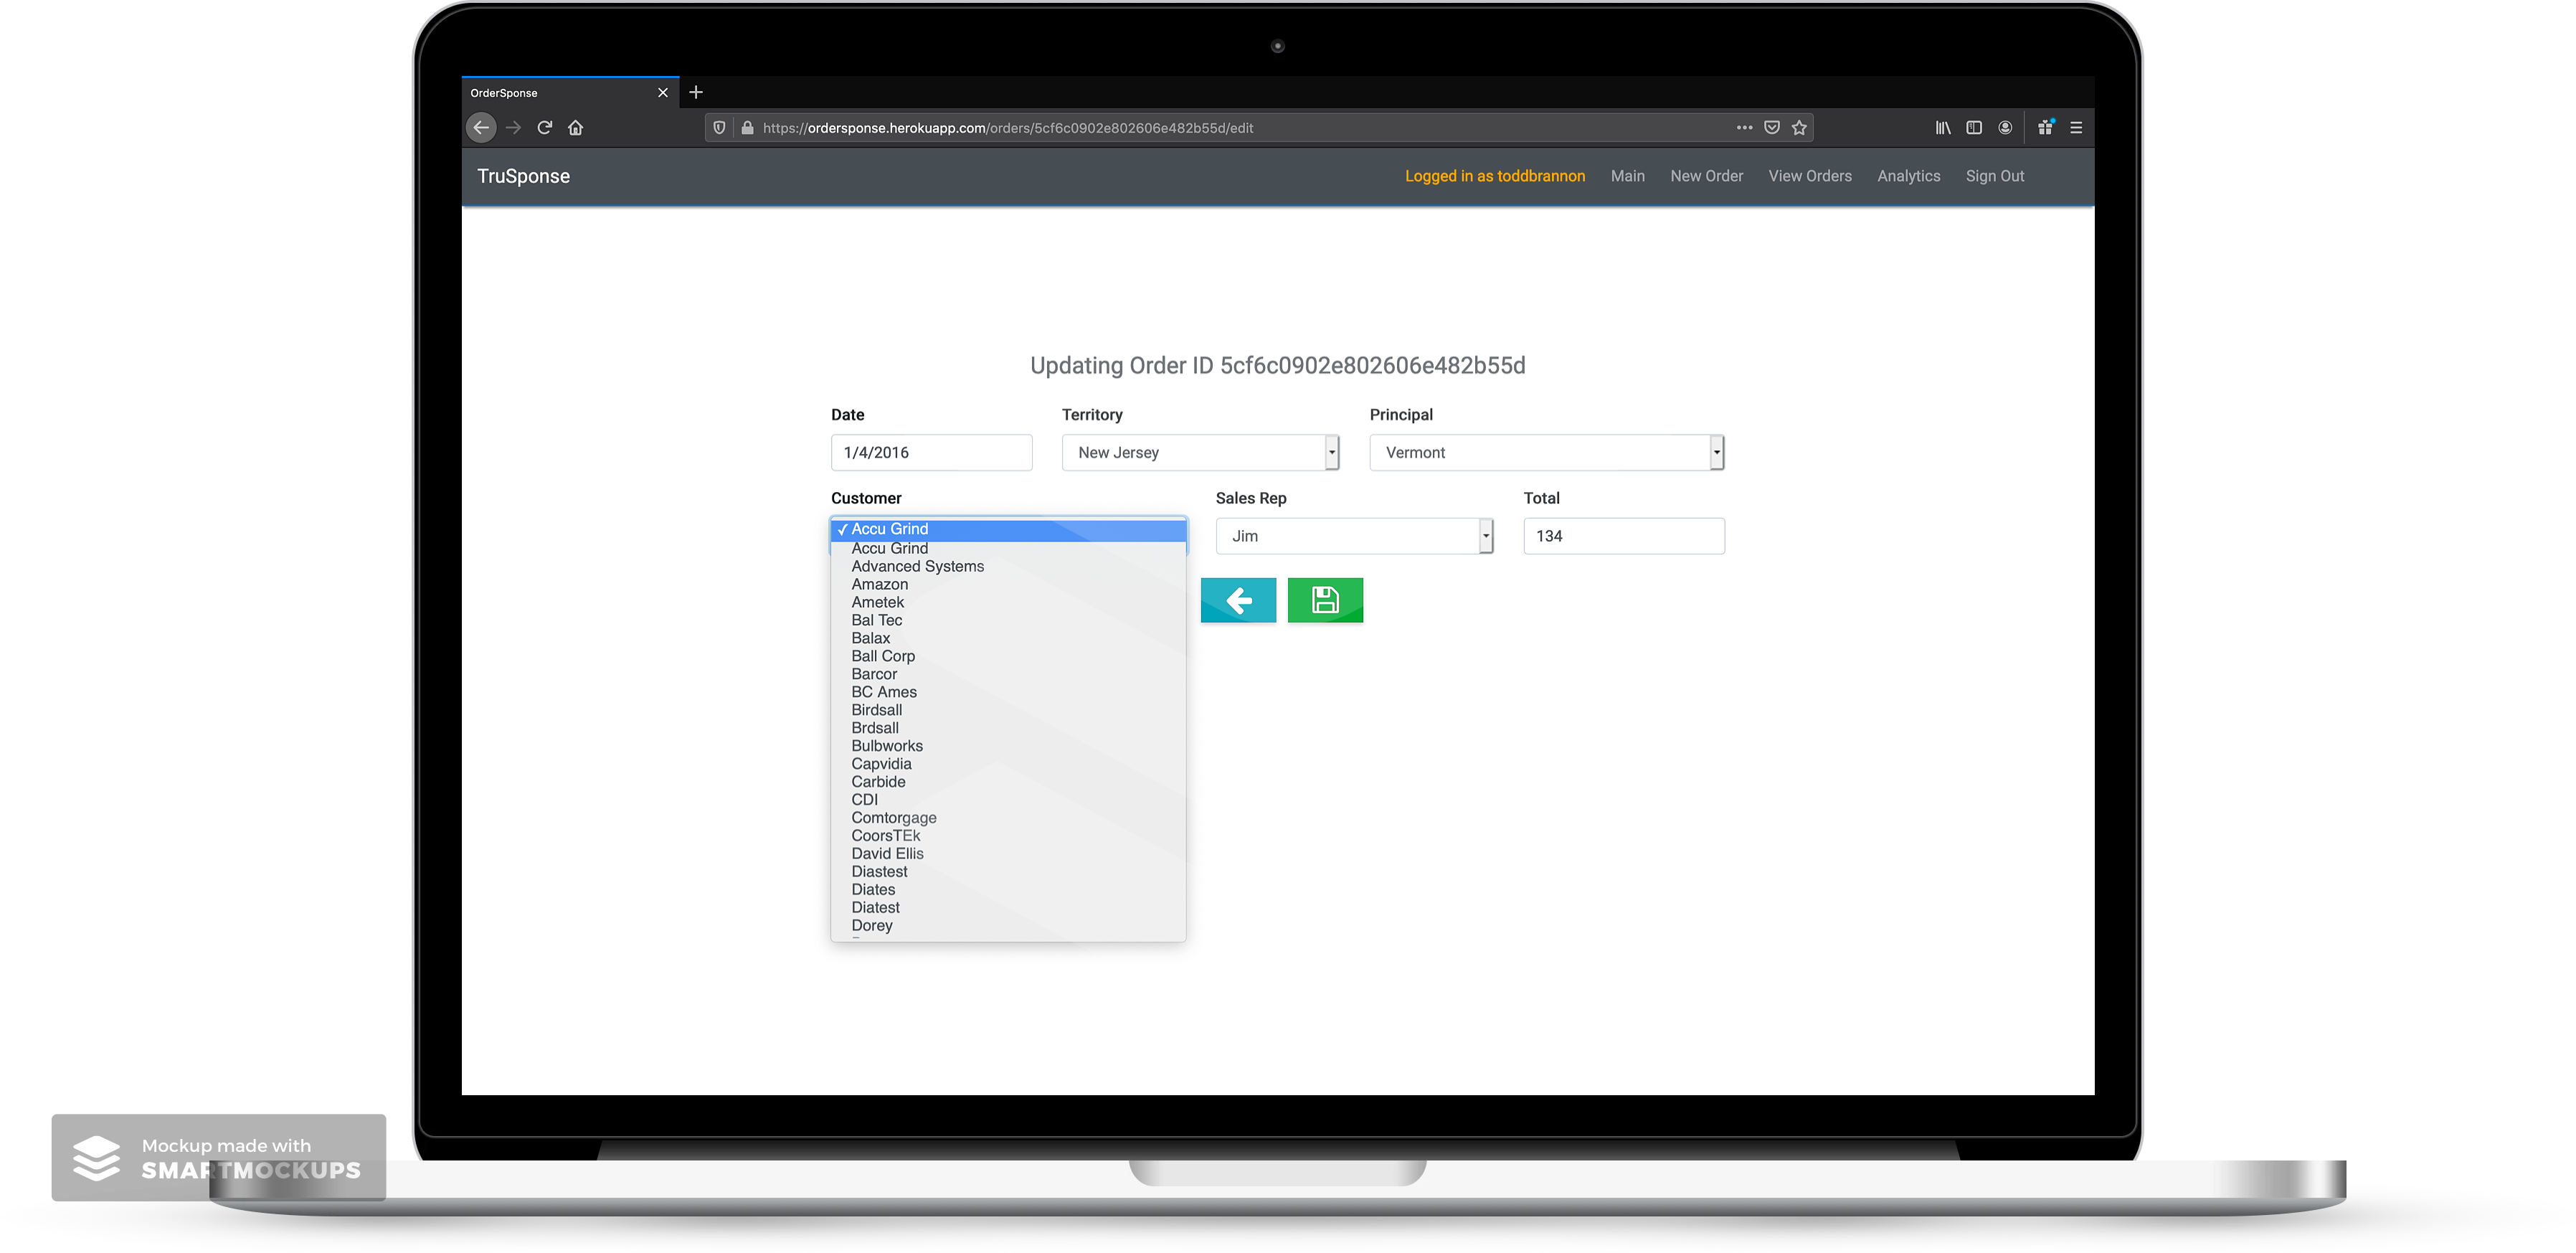 OrderSponse
https://ordersponse.herokuapp.com/orders/5cf6c0902e802606e482b55d/edit
TruSponse
Logged in as toddbrannon Main New Order View Orders Analytics Sign Out
Updating Order ID 5cf6c0902e802606e482b55d
Date Territory Principal
1/4/2016 New Jersey Vermont
Customer Sales Rep Total
Accu Grind
Jim 134
Accu Grind
Advanced Systems
Amazon
Ametek
Bal Tec
Balax
Ball Corp
Barcor
BC Ames
Birdsall
Brdsall
Bulbworks
Capvidia
Carbide
CDI
Comtorgage
CoorsTEk
David Ellis
Diastest
Diates
Diatest
Dorey
Mockup made with
SMARTMOCKUPS